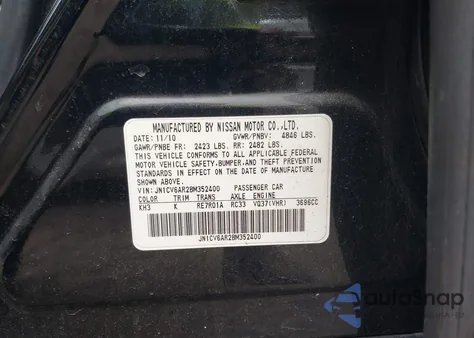 MANUFACTURED BY NISSAN MOTOR CO.,LTD.
DATE: 11/10 GVWR/PNBV: 4846 LBS.
GAWR/PNBE FR: 2423 LBS. RR: 2482 LBS.
THIS VEHICLE CONFORMS TO ALL APPLICABLE FEDERAL
MOTOR VEHICLE SAFETY,BUMPER,AND THEFT PREVENTION
STANDARDS IN EFFECT ON THE DATE OF MANUFACTURE
SHOWN ABOVE.
VIN: JN1CV6AR2BM352400 PASSENGER CAR
COLOR TRIM TRANS AXLE ENGINE
KH3 K RE7R01A RC33 VQ37(VHR) 3696CC
JN1CV6AR2BM352400
AutoSnap